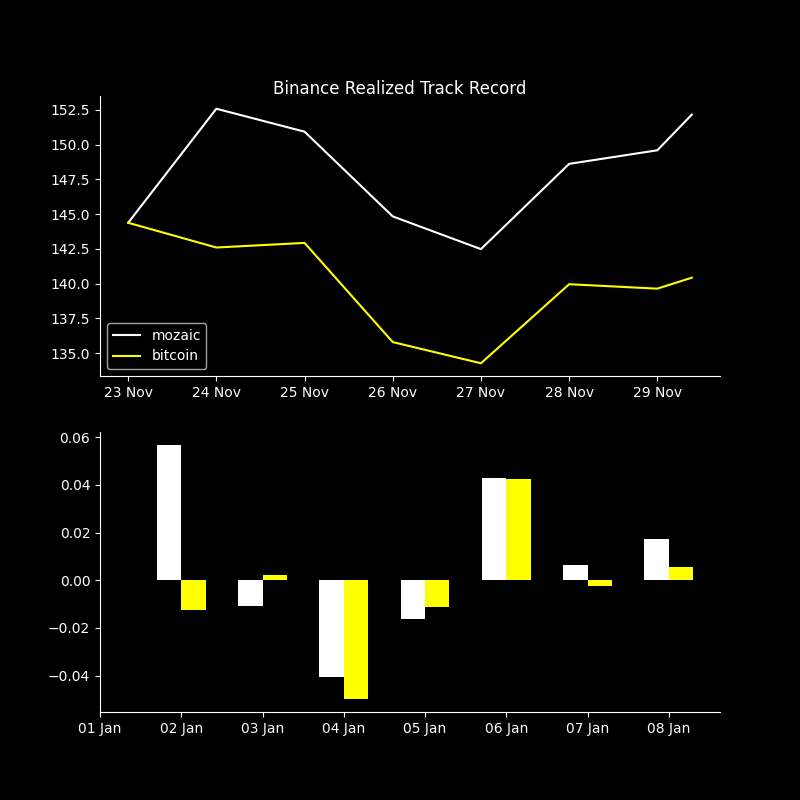 Binance Realized Track Record
152.5
150.0
147.5
145.0
142.5
140.0
137.5
135.0
mozaic
bitcoin
23 Nov 24 Nov 25 Nov 26 Nov 27 Nov 28 Nov 29 Nov
0.06
0.04
0.02
0.00
−0.02
−0.04
01 Jan 02 Jan 03 Jan 04 Jan 05 Jan 06 Jan 07 Jan 08 Jan